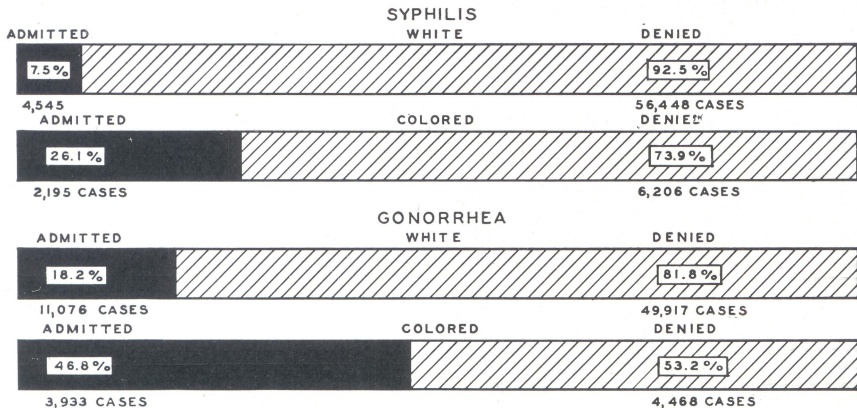 SYPHILIS
ADMITTED WHITE DENIED
7.5% 92.5%
4,545 56,448 CASES
ADMITTED COLORED DENIED
26.1% 73.9%
2,195 CASES 6,206 CASES
GONORRHEA
ADMITTED WHITE DENIED
18.2% 81.8%
11,076 CASES 49,917 CASES
ADMITTED COLORED DENIED
46.8% 53.2%
3,933 CASES 4,468 CASES